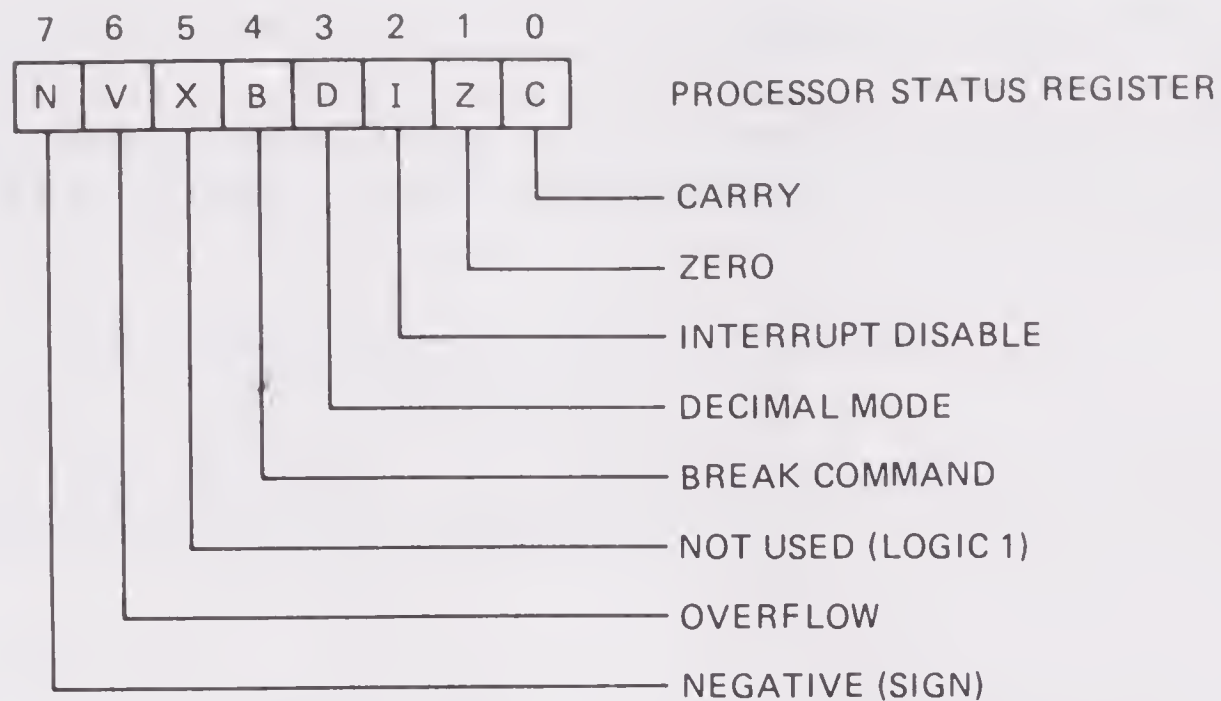 7 6 5 4 3 2 1 0
N V X B D I Z C PROCESSOR STATUS REGISTER
CARRY
ZERO
INTERRUPT DISABLE
DECIMAL MODE
BREAK COMMAND
NOT USED (LOGIC 1)
OVERFLOW
NEGATIVE (SIGN)